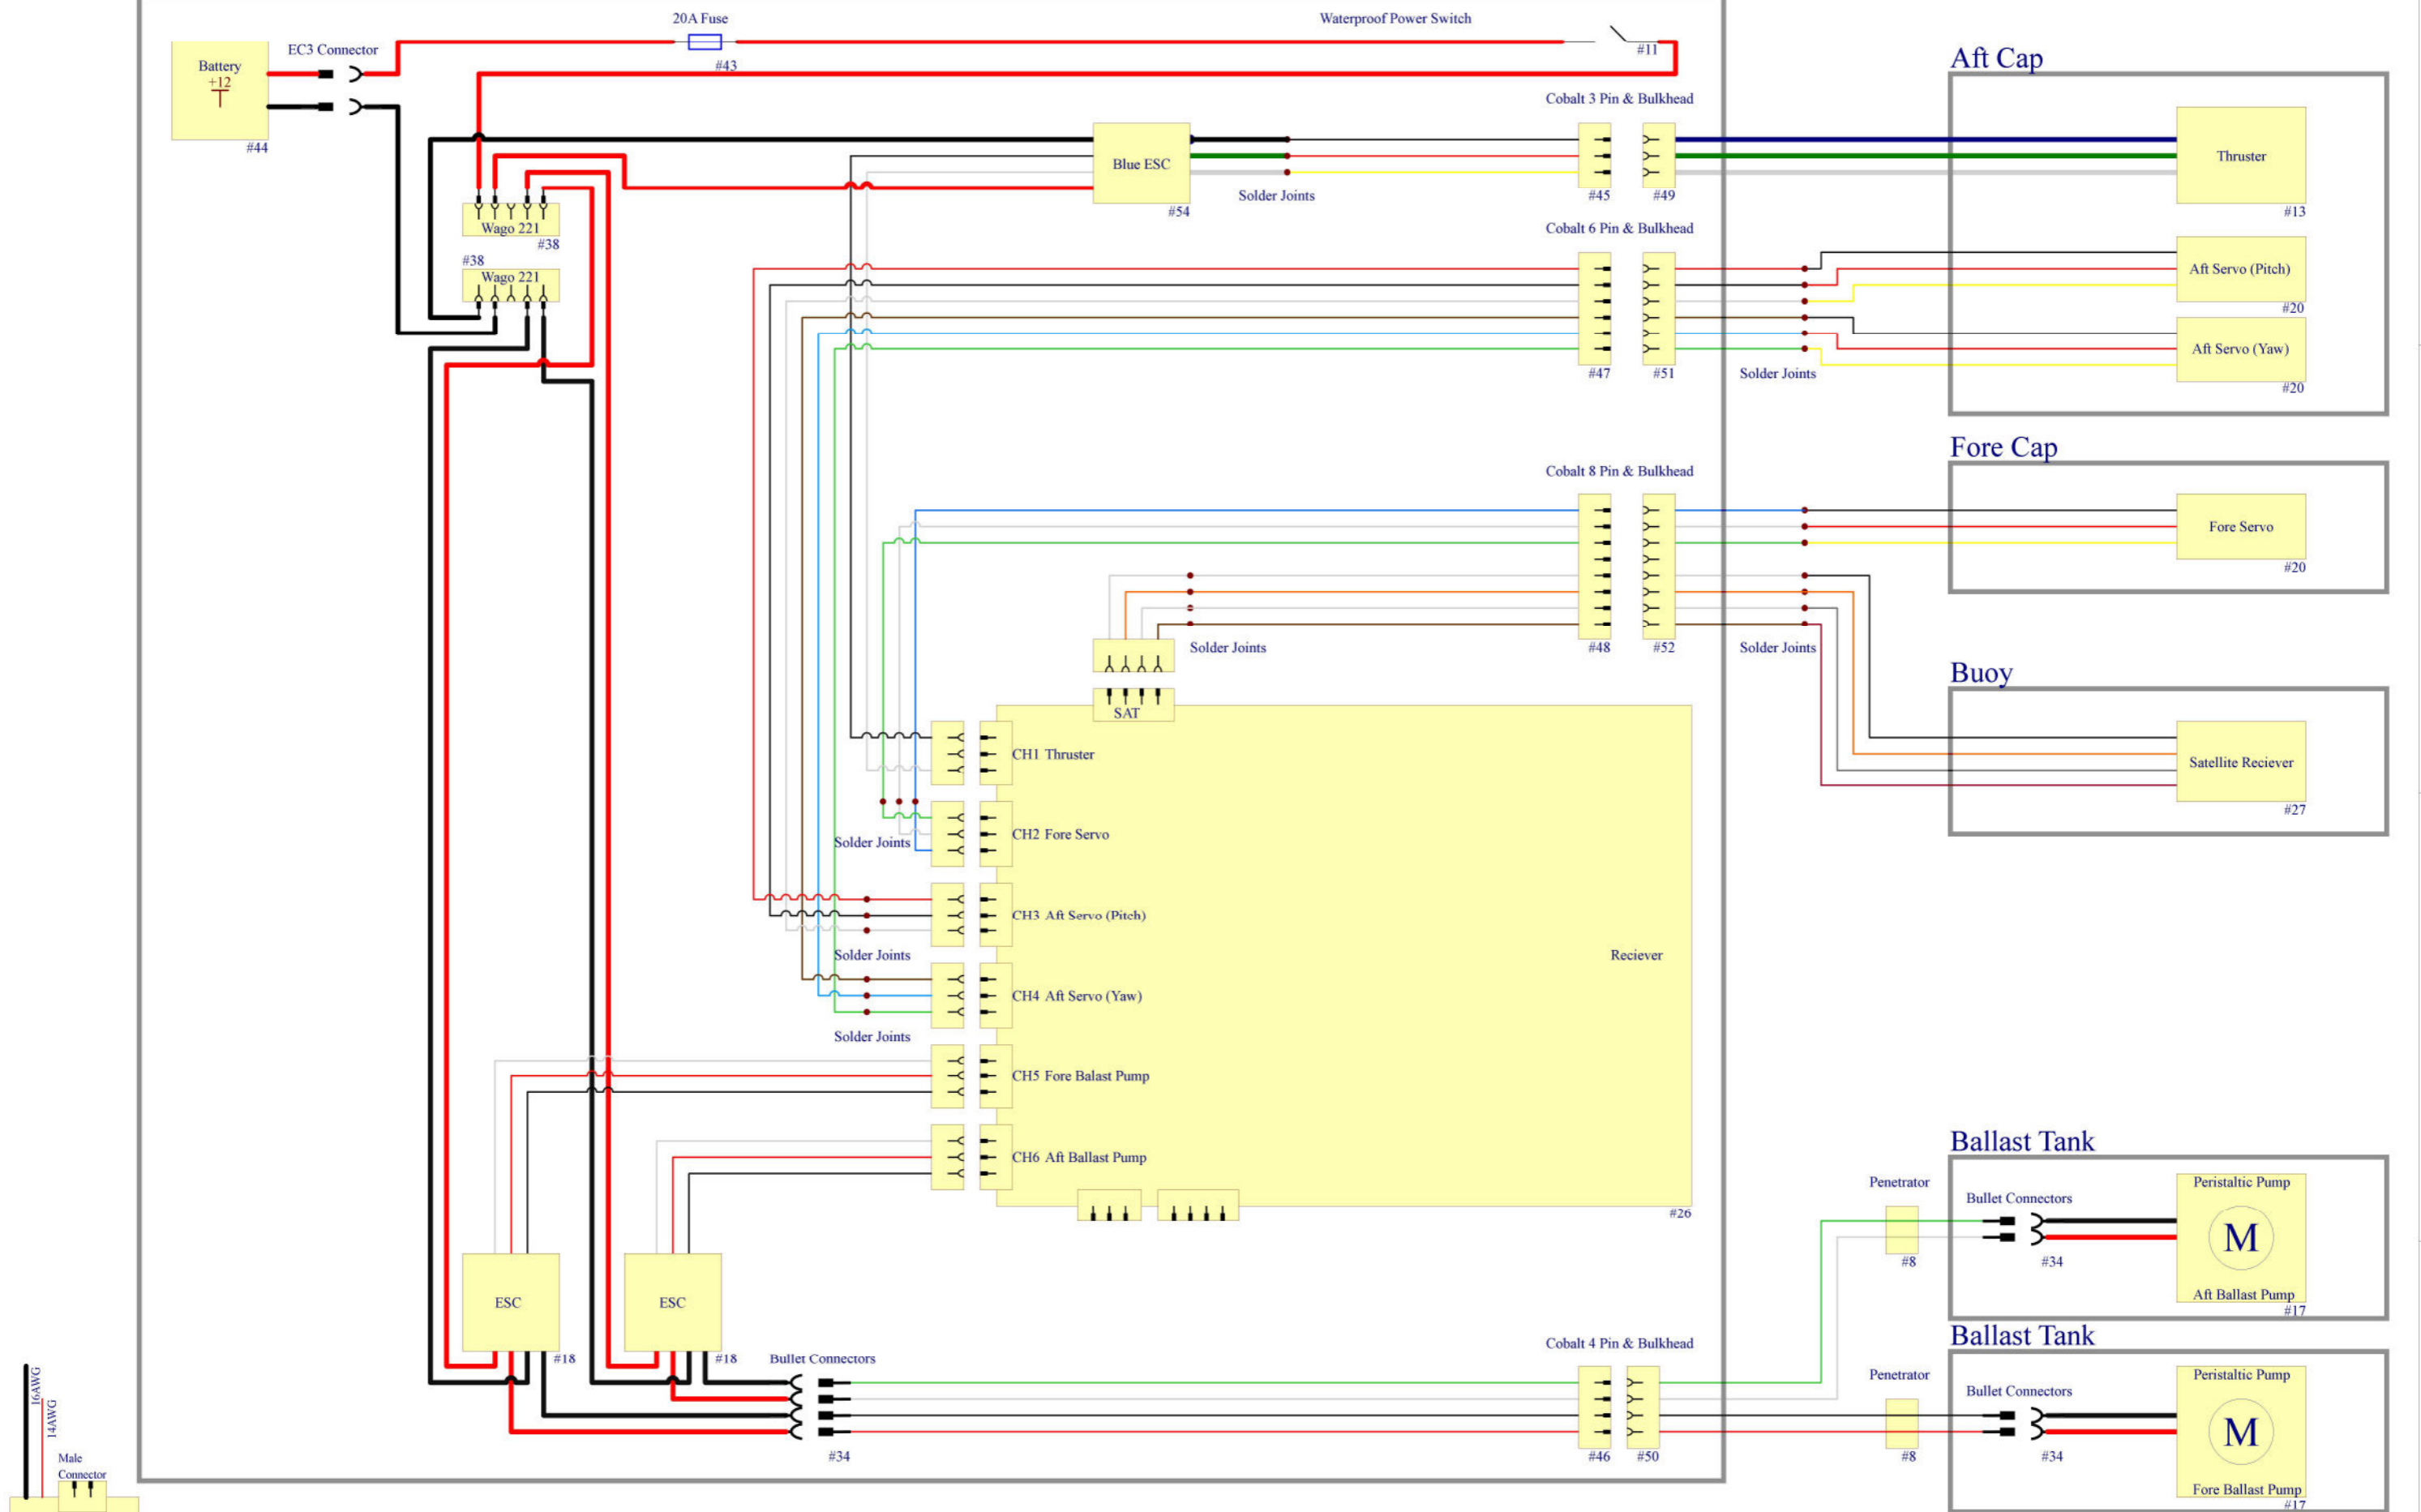 20A Fuse
Waterproof Power Switch
EC3 Connector
#11
#43
Battery
+12
#44
Aft Cap
Cobalt 3 Pin & Bulkhead
Blue ESC
#54
Solder Joints
#45
#49
Thruster
#13
Wago 221
#38
#38
Wago 221
Cobalt 6 Pin & Bulkhead
Aft Servo (Pitch)
#20
Aft Servo (Yaw)
#20
#47
#51
Solder Joints
Fore Cap
Cobalt 8 Pin & Bulkhead
Fore Servo
#20
Solder Joints
#48
#52
Solder Joints
Buoy
SAT
Satellite Reciever
#27
CH1 Thruster
CH2 Fore Servo
Solder Joints
CH3 Aft Servo (Pitch)
Solder Joints
Reciever
CH4 Aft Servo (Yaw)
Solder Joints
CH5 Fore Balast Pump
CH6 Aft Ballast Pump
#26
Ballast Tank
Penetrator
Bullet Connectors
Peristaltic Pump
M
#8
#34
Aft Ballast Pump
#17
ESC
#18
ESC
#18
Bullet Connectors
#34
Cobalt 4 Pin & Bulkhead
#46
#50
Ballast Tank
Penetrator
Bullet Connectors
Peristaltic Pump
M
#8
#34
Fore Ballast Pump
#17
16AWG
14AWG
Male
Connector